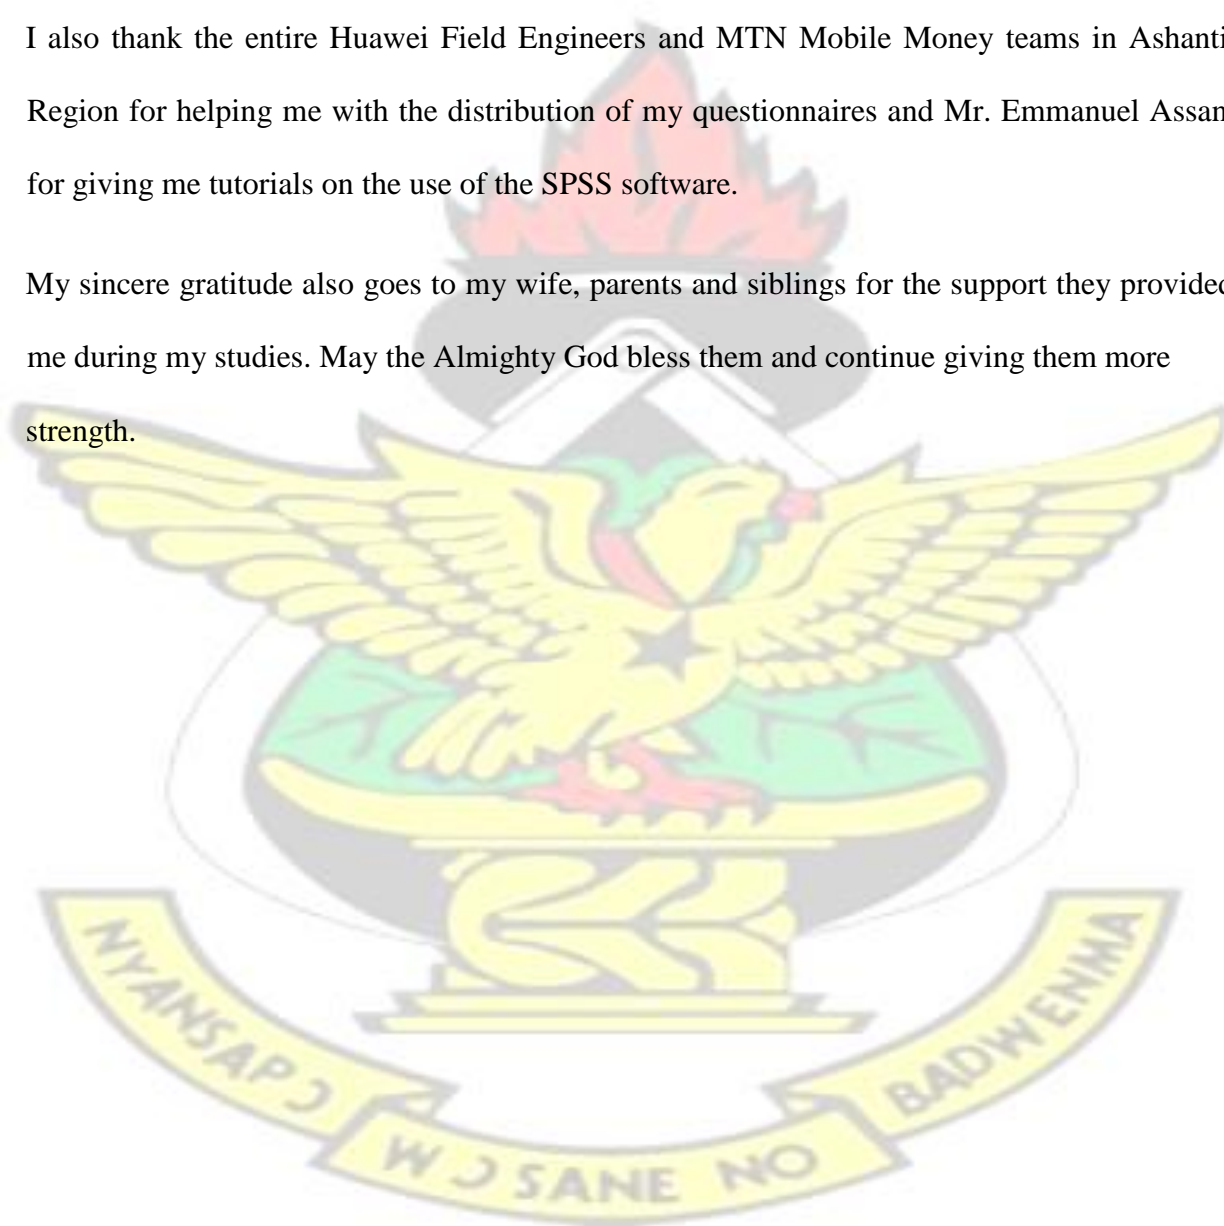 I also thank the entire Huawei Field Engineers and MTN Mobile Money teams in Ashanti
Region for helping me with the distribution of my questionnaires and Mr. Emmanuel Assan
for giving me tutorials on the use of the SPSS software.
My sincere gratitude also goes to my wife, parents and siblings for the support they provided
me during my studies. May the Almighty God bless them and continue giving them more
strength.
NYANSAPƆ
WƆSANE NO
BADWENMA